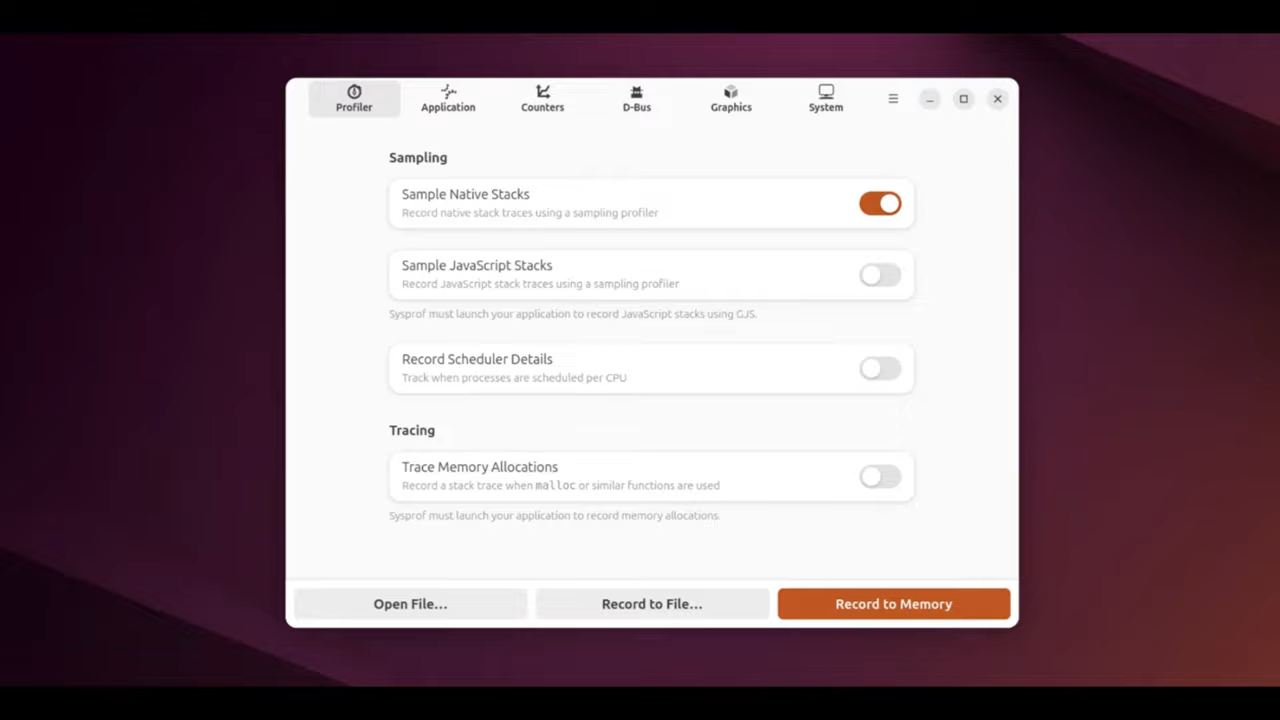 Profiler
Application
Counters
D-Bus
Graphics
System
Sampling
Sample Native Stacks
Record native stack traces using a sampling profiler
Sample JavaScript Stacks
Record JavaScript stack traces using a sampling profiler
Sysprof must launch your application to record JavaScript stacks using GJS.
Record Scheduler Details
Track when processes are scheduled per CPU
Tracing
Trace Memory Allocations
Record a stack trace when malloc or similar functions are used
Sysprof must launch your application to record memory allocations.
Open File…
Record to File…
Record to Memory